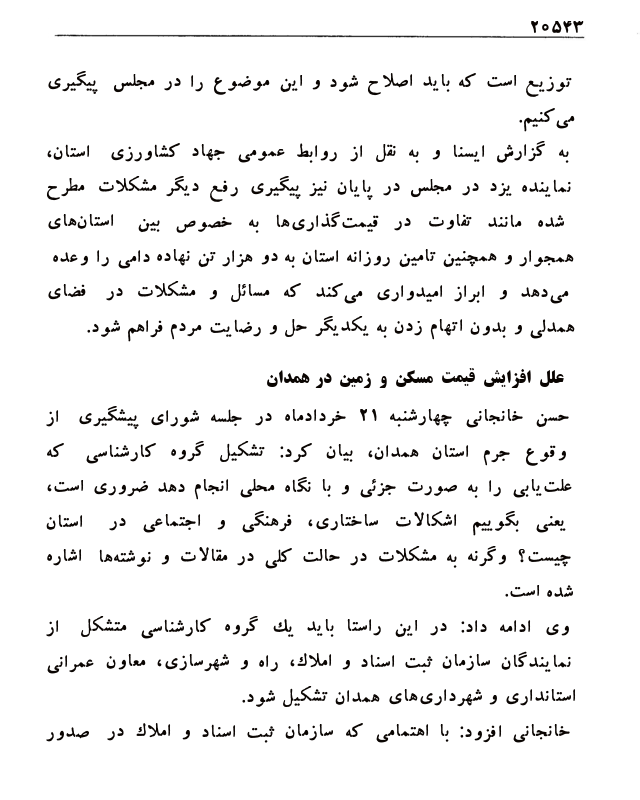 ۲۰۵۴۳
توزیع است که باید اصلاح شود و این موضوع را در مجلس پیگیری
می‌کنیم.
به گزارش ایسنا و به نقل از روابط عمومی جهاد کشاورزی استان،
نماینده یزد در مجلس در پایان نیز پیگیری رفع دیگر مشکلات مطرح
شده مانند تفاوت در قیمت‌گذاری‌ها به خصوص بین استان‌های
همجوار و همچنین تامین روزانه استان به دو هزار تن نهاده دامی را وعده
می‌دهد و ابراز امیدواری می‌کند که مسائل و مشکلات در فضای
همدلی و بدون اتهام زدن به یکدیگر حل و رضایت مردم فراهم شود.
علل افزایش قیمت مسکن و زمین در همدان
حسن خانجانی چهارشنبه ۲۱ خردادماه در جلسه شورای پیشگیری از
وقوع جرم استان همدان، بیان کرد: تشکیل گروه کارشناسی که
علت‌یابی را به صورت جزئی و با نگاه محلی انجام دهد ضروری است،
یعنی بگوییم اشکالات ساختاری، فرهنگی و اجتماعی در استان
چیست؟ وگرنه به مشکلات در حالت کلی در مقالات و نوشته‌ها اشاره
شده است.
وی ادامه داد: در این راستا باید یك گروه کارشناسی متشکل از
نمایندگان سازمان ثبت اسناد و املاك، راه و شهرسازی، معاون عمرانی
استانداری و شهرداری‌های همدان تشکیل شود.
خانجانی افزود: با اهتمامی که سازمان ثبت اسناد و املاك در صدور